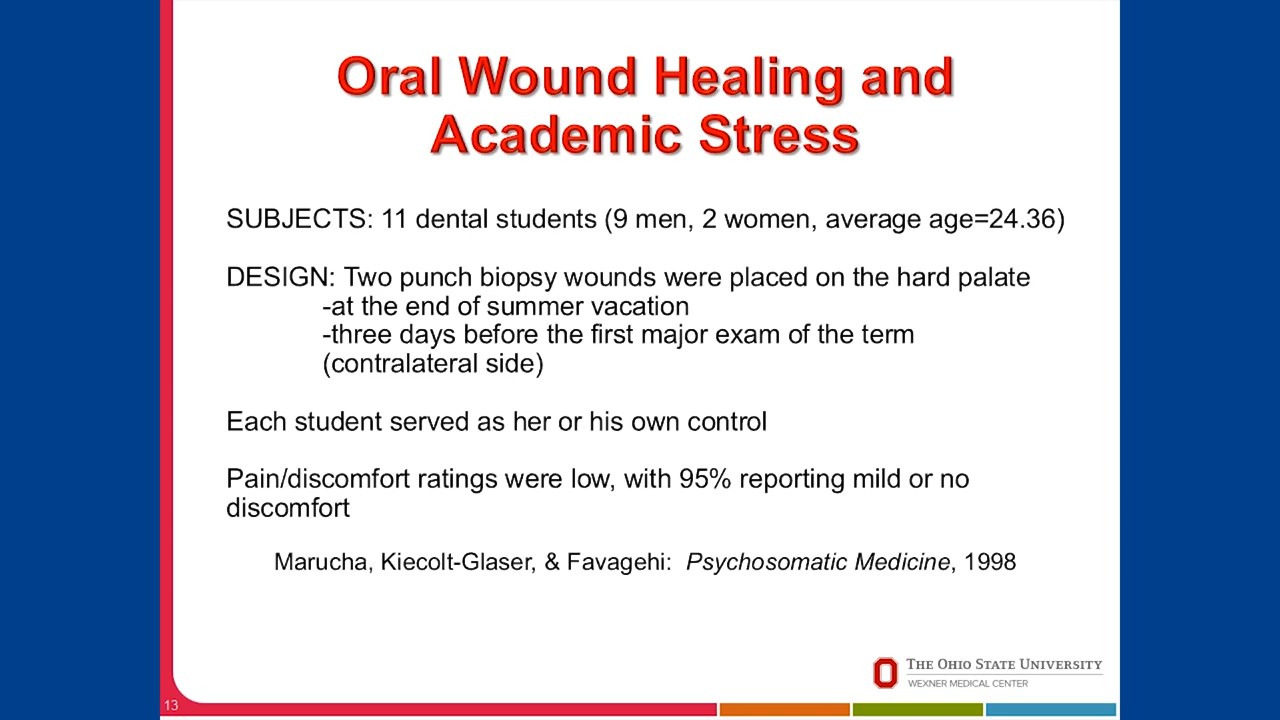 Oral Wound Healing and
Academic Stress
SUBJECTS: 11 dental students (9 men, 2 women, average age=24.36)
DESIGN: Two punch biopsy wounds were placed on the hard palate
-at the end of summer vacation
-three days before the first major exam of the term
(contralateral side)
Each student served as her or his own control
Pain/discomfort ratings were low, with 95% reporting mild or no
discomfort
Marucha, Kiecolt-Glaser, & Favagehi: Psychosomatic Medicine, 1998
THE OHIO STATE UNIVERSITY
WEXNER MEDICAL CENTER
13